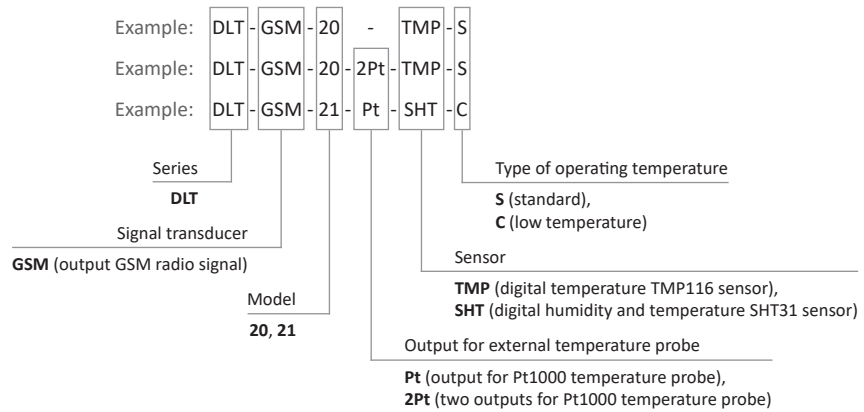 Example: DLT - GSM - 20 - TMP - S
Example: DLT - GSM - 20 - 2Pt - TMP - S
Example: DLT - GSM - 21 - Pt - SHT - C
Series
DLT
Type of operating temperature
S (standard),
C (low temperature)
Signal transducer
GSM (output GSM radio signal)
Sensor
TMP (digital temperature TMP116 sensor),
SHT (digital humidity and temperature SHT31 sensor)
Model
20, 21
Output for external temperature probe
Pt (output for Pt1000 temperature probe),
2Pt (two outputs for Pt1000 temperature probe)